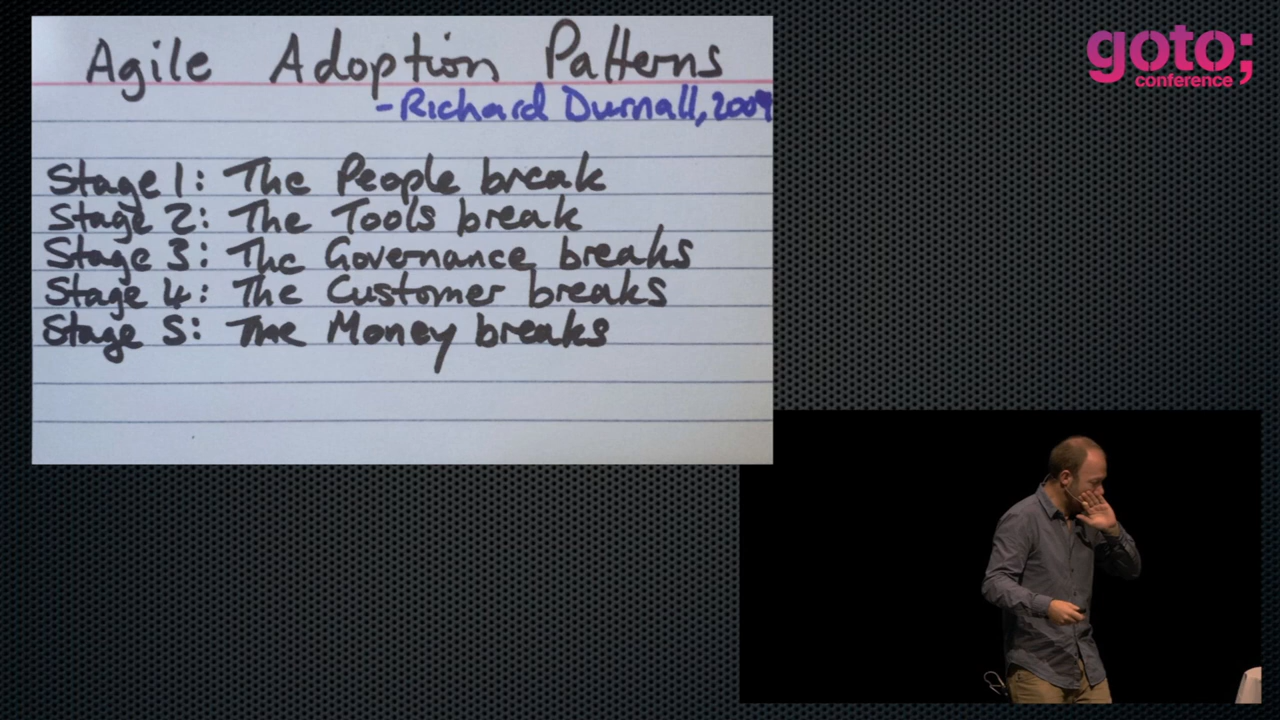 Agile Adoption Patterns
- Richard Durnall, 2009
Stage 1: The People break
Stage 2: The Tools break
Stage 3: The Governance breaks
Stage 4: The Customer breaks
Stage 5: The Money breaks
goto;
conference